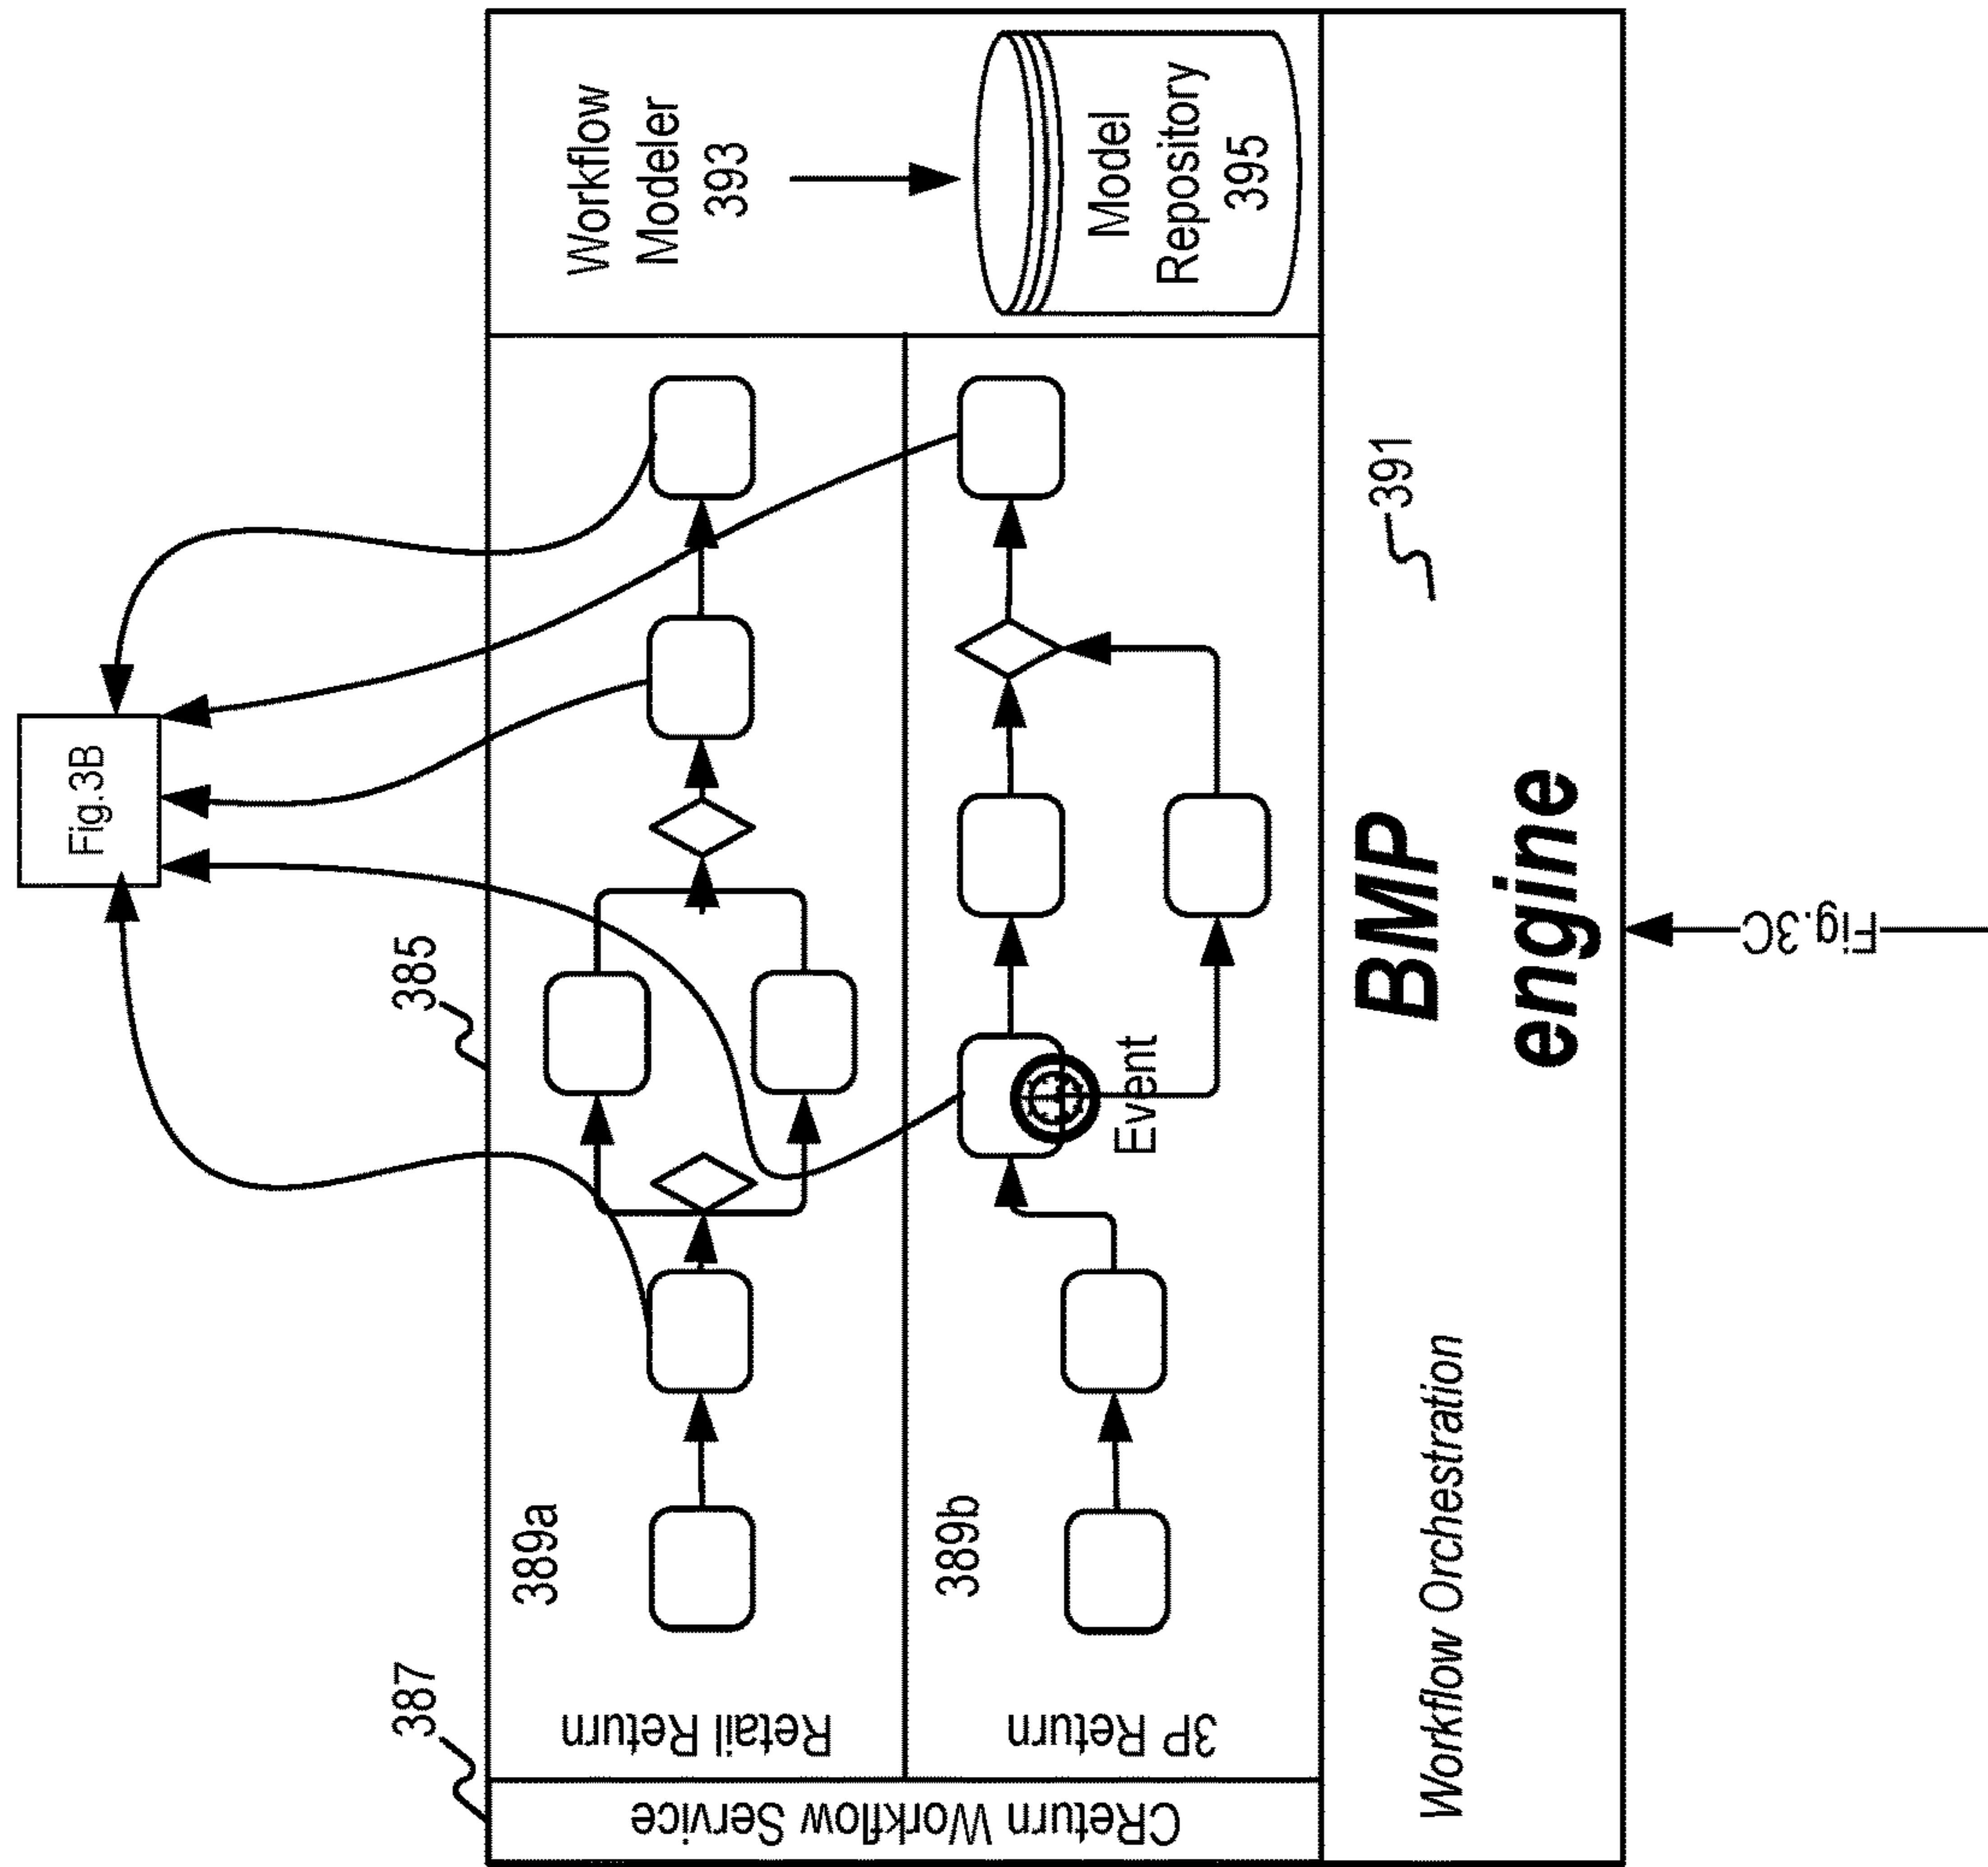 Fig.3B
387
385
CReturn Workflow Service
Retail Return
389a
Workflow
Modeler
393
3P Return
389b
Event
Model
Repository
395
Workflow Orchestration
BMP
engine
391
Fig.3C